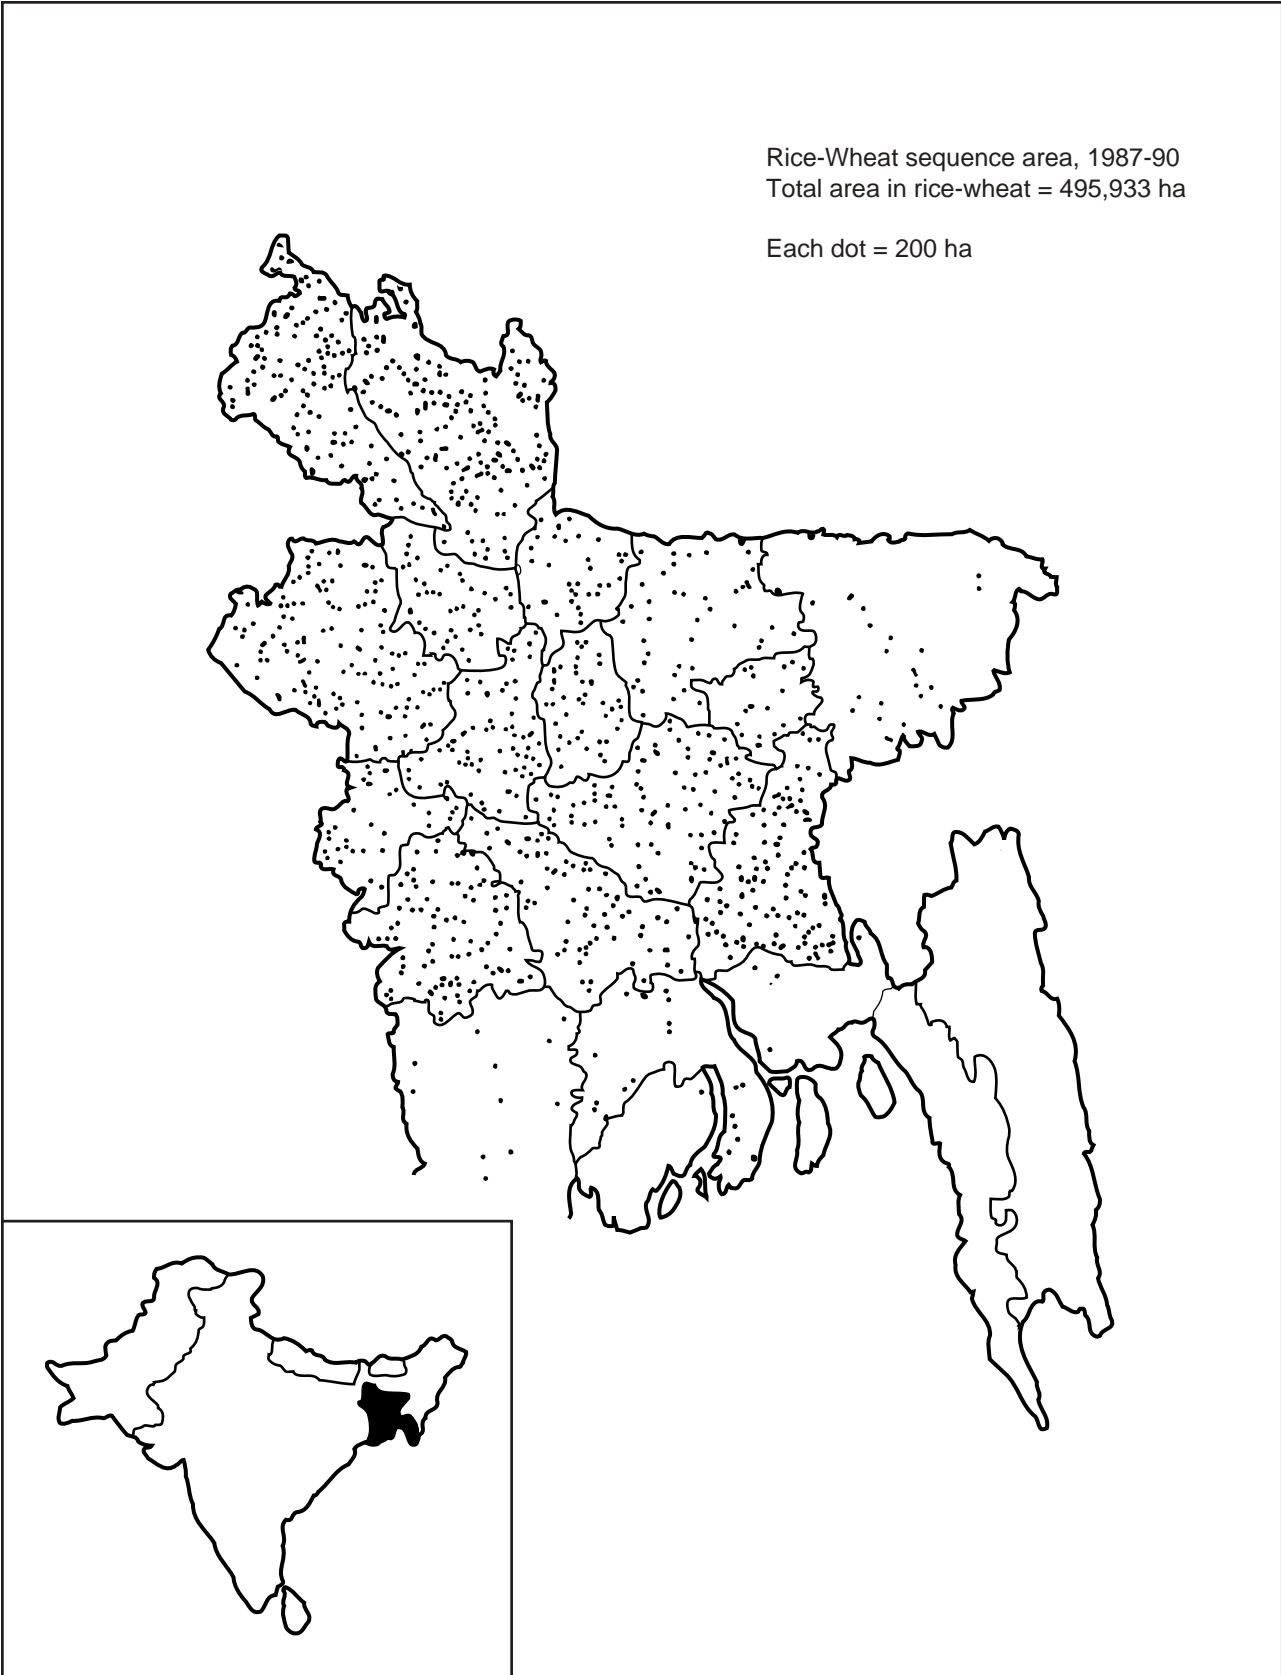 Rice-Wheat sequence area, 1987-90
Total area in rice-wheat = 495,933 ha
Each dot = 200 ha